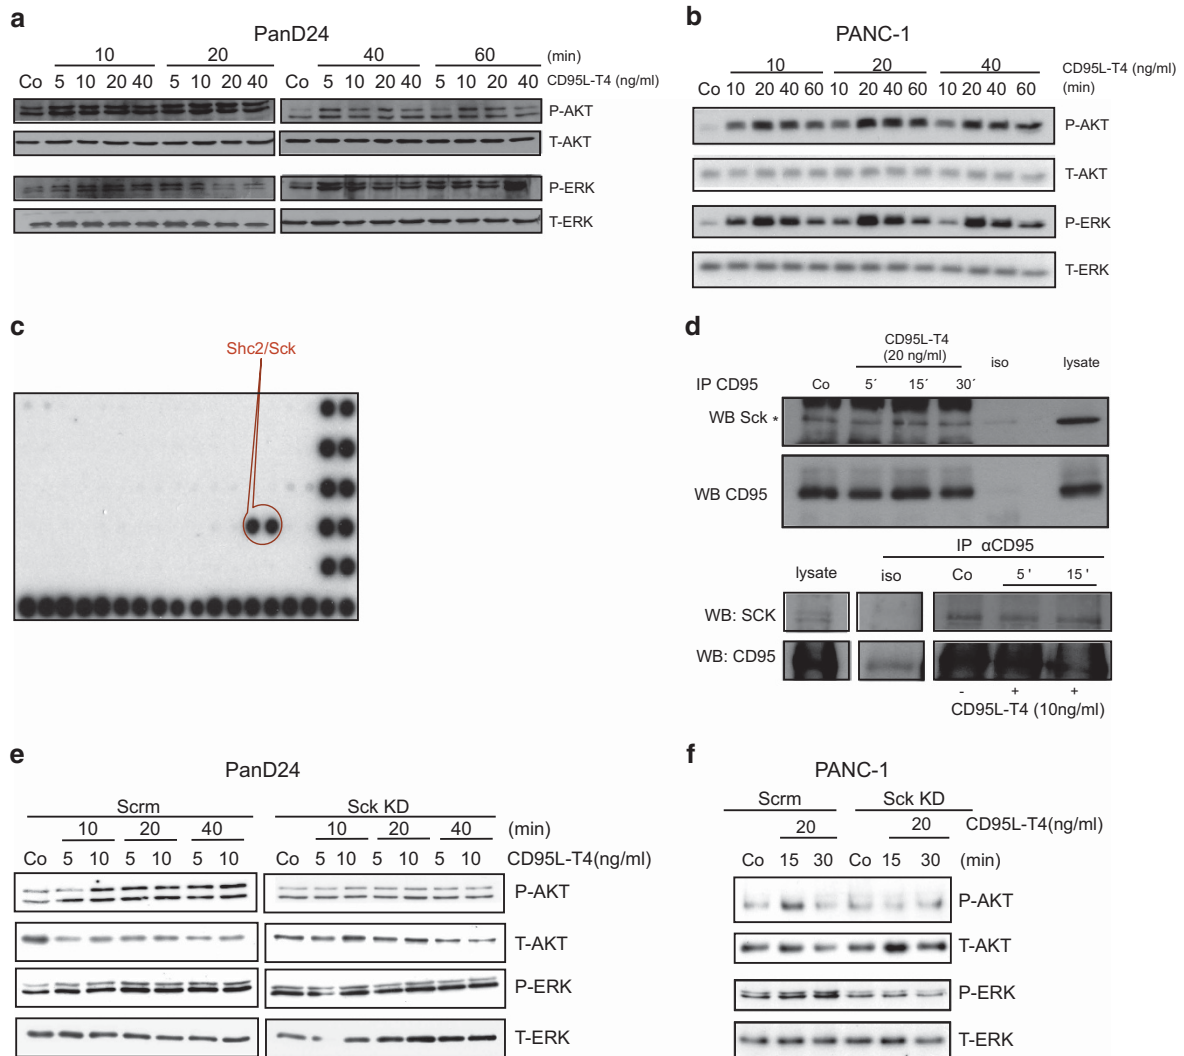 a
PanD24
10 20 (min)
Co 5 10 20 40 5 10 20 40
40 60
Co 5 10 20 40 5 10 20 40 CD95L-T4 (ng/ml)
P-AKT
T-AKT
P-ERK
T-ERK
b
PANC-1
10 20 40 CD95L-T4 (ng/ml)
Co 10 20 40 60 10 20 40 60 10 20 40 60 (min)
P-AKT
T-AKT
P-ERK
T-ERK
c
Shc2/Sck
d
CD95L-T4
(20 ng/ml)
iso lysate
IP CD95 Co 5´ 15´ 30´
WB Sck *
WB CD95
IP αCD95
lysate iso Co 5 ' 15 '
WB: SCK
WB: CD95
- + +
CD95L-T4 (10ng/ml)
e
PanD24
Scrm Sck KD
10 20 40 10 20 40 (min)
Co 5 10 5 10 5 10 Co 5 10 5 10 5 10 CD95L-T4(ng/ml)
P-AKT
T-AKT
P-ERK
T-ERK
f
PANC-1
Scrm Sck KD
20 20 CD95L-T4(ng/ml)
Co 15 30 Co 15 30 (min)
P-AKT
T-AKT
P-ERK
T-ERK